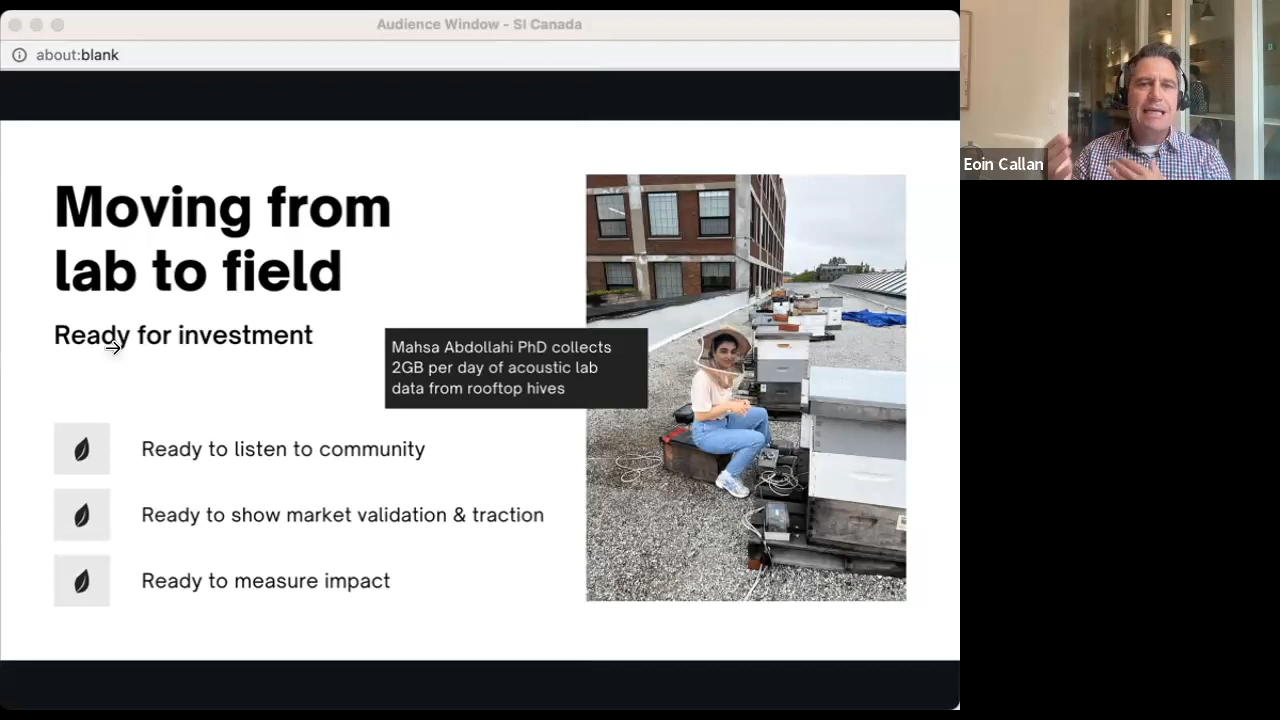 Audience Window - SI Canada
about:blank
Moving from
lab to field
Ready for investment
Mahsa Abdollahi PhD collects
2GB per day of acoustic lab
data from rooftop hives
Ready to listen to community
Ready to show market validation & traction
Ready to measure impact
Eoin Callan